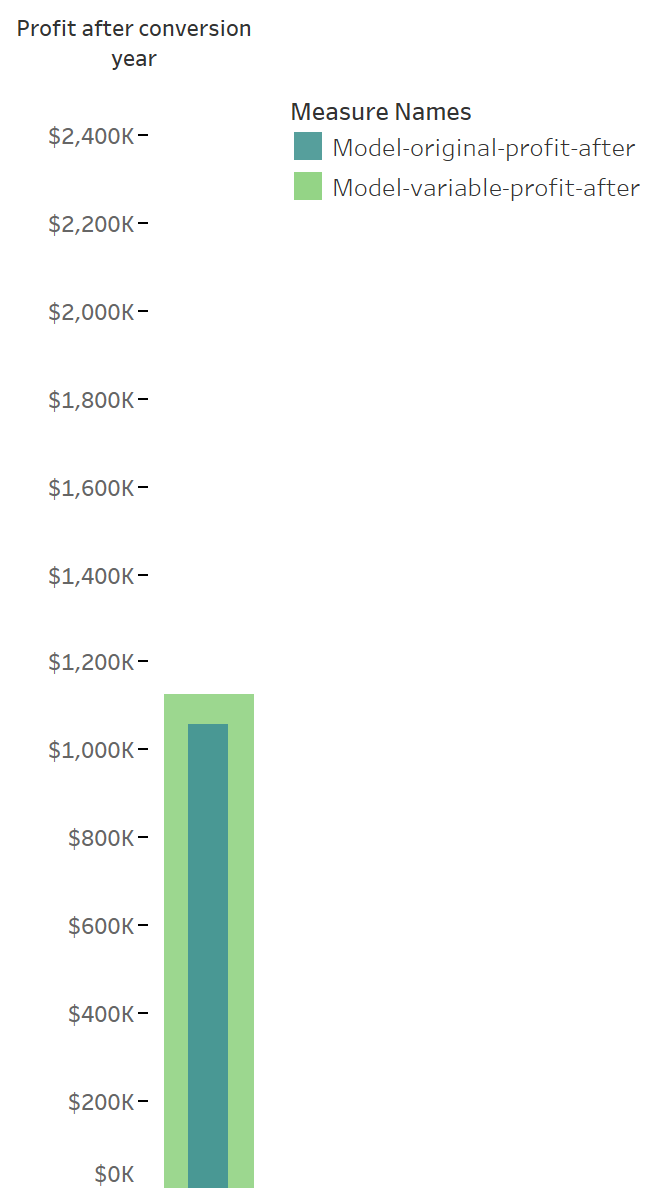 Profit after conversion
year
Measure Names
Model-original-profit-after
Model-variable-profit-after
$2,400K
$2,200K
$2,000K
$1,800K
$1,600K
$1,400K
$1,200K
$1,000K
$800K
$600K
$400K
$200K
$0K